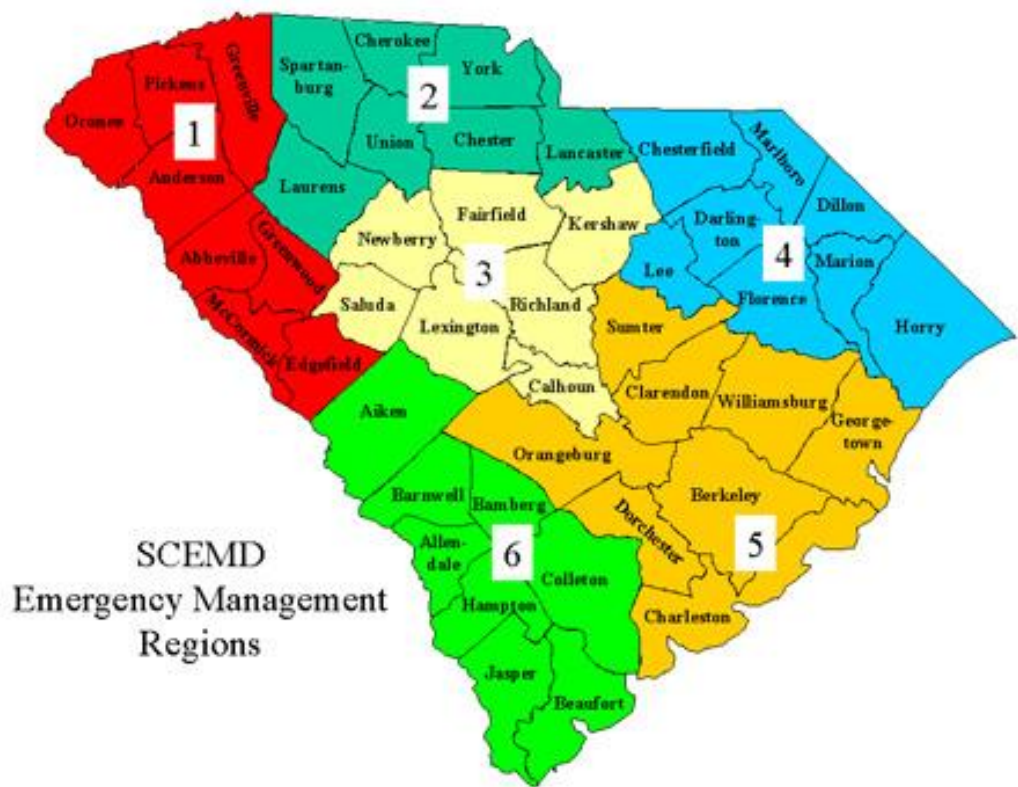 Cherokee
Greenville
Spartan-
burg
York
Pickens
2
Oconee
1
Union
Chester
Lancaster
Chesterfield
Marlboro
Anderson
Laurens
Dillon
Fairfield
Kershaw
Darling-
ton
Newberry
Greenwood
Abbeville
3
4
Marion
Lee
Saluda
Richland
Florence
McCormick
Lexington
Sumter
Horry
Edgefield
Calhoun
Clarendon
Williamsburg
Aiken
George-
town
Orangeburg
Barnwell
Bamberg
Berkeley
Dorchester
SCEMD
Emergency Management
Regions
Allen-
dale
6
5
Colleton
Hampton
Charleston
Jasper
Beaufort